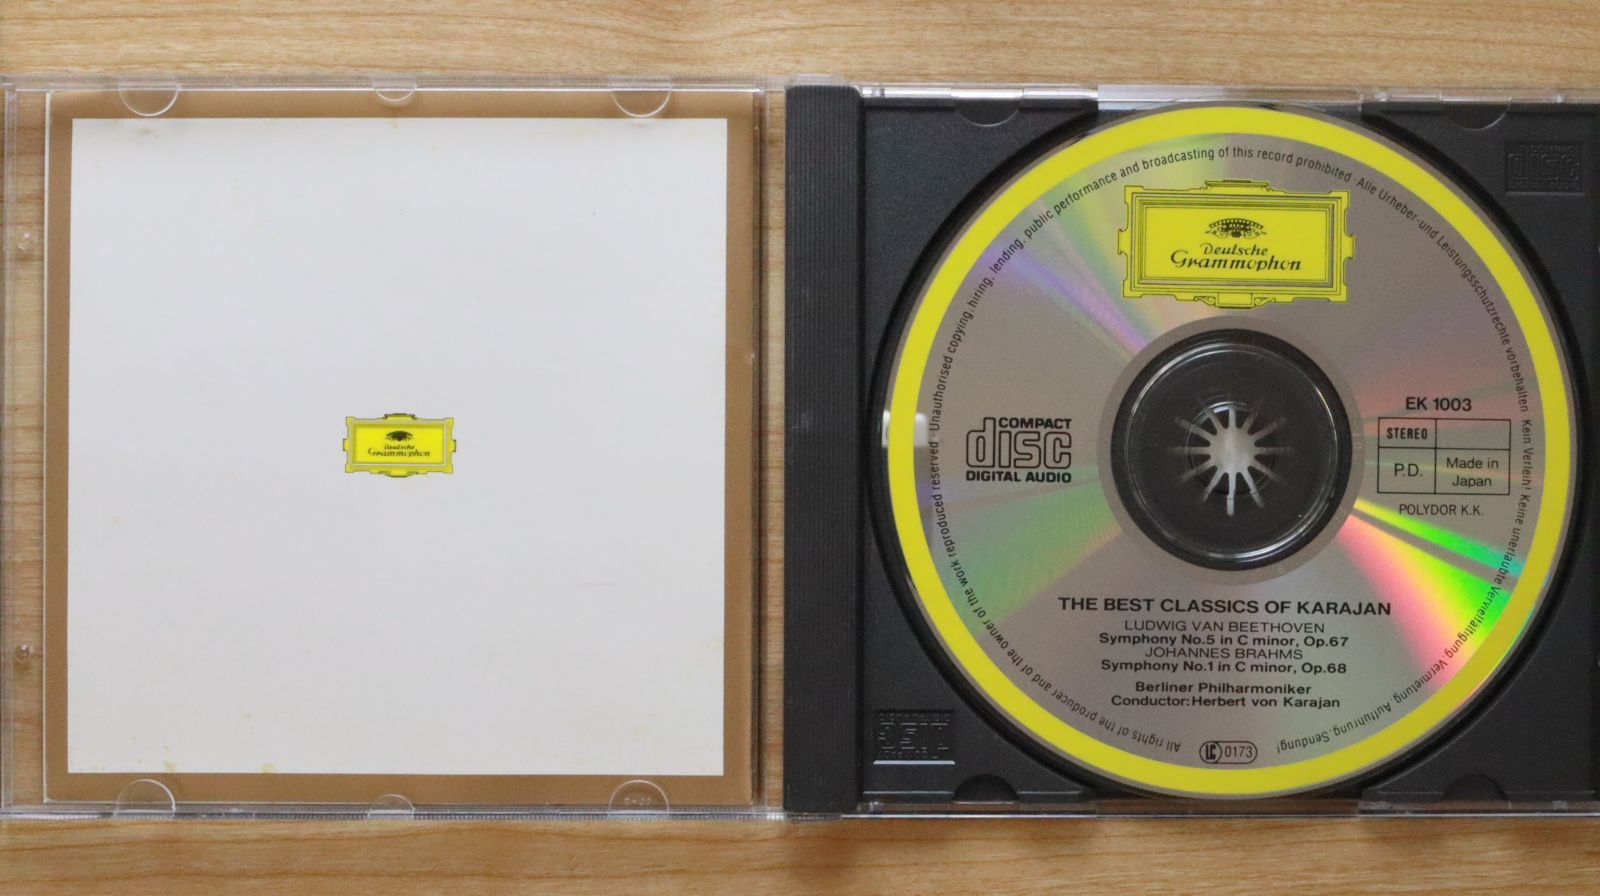 Deutsche
Grammophon
Deutsche
Grammophon
COMPACT
disc
DIGITAL AUDIO
EK 1003
STEREO
P.D.
Made in
Japan
POLYDOR K.K.
THE BEST CLASSICS OF KARAJAN
LUDWIG VAN BEETHOVEN
Symphony No.5 in C minor, Op.67
JOHANNES BRAHMS
Symphony No.1 in C minor, Op.68
Berliner Philharmoniker
Conductor:Herbert von Karajan
LC 0173
All rights of the producer and of the owner of the work reproduced reserved · Unauthorised copying, hiring, lending, public performance and broadcasting of this record prohibited · Alle Urheber-und Leistungsschutzrechte vorbehalten · Kein Verleih! Keine unerlaubte Vervielfältigung, Vermietung, Aufführung, Sendung!
disc